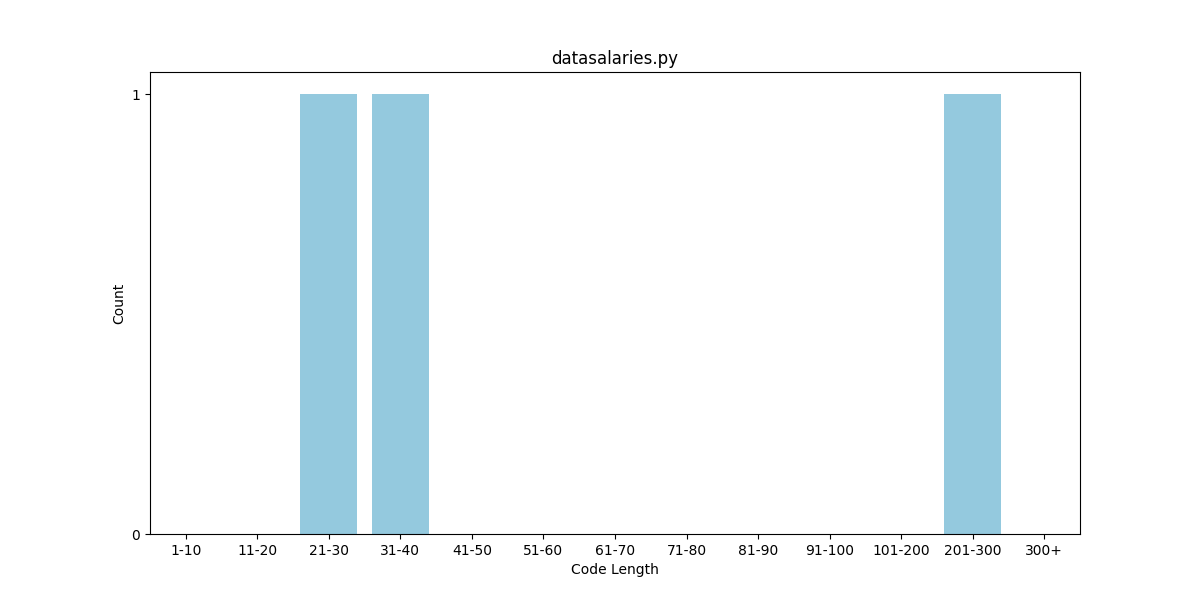 datasalaries.py
1
Count
0
1-10 11-20 21-30 31-40 41-50 51-60 61-70 71-80 81-90 91-100 101-200 201-300 300+
Code Length